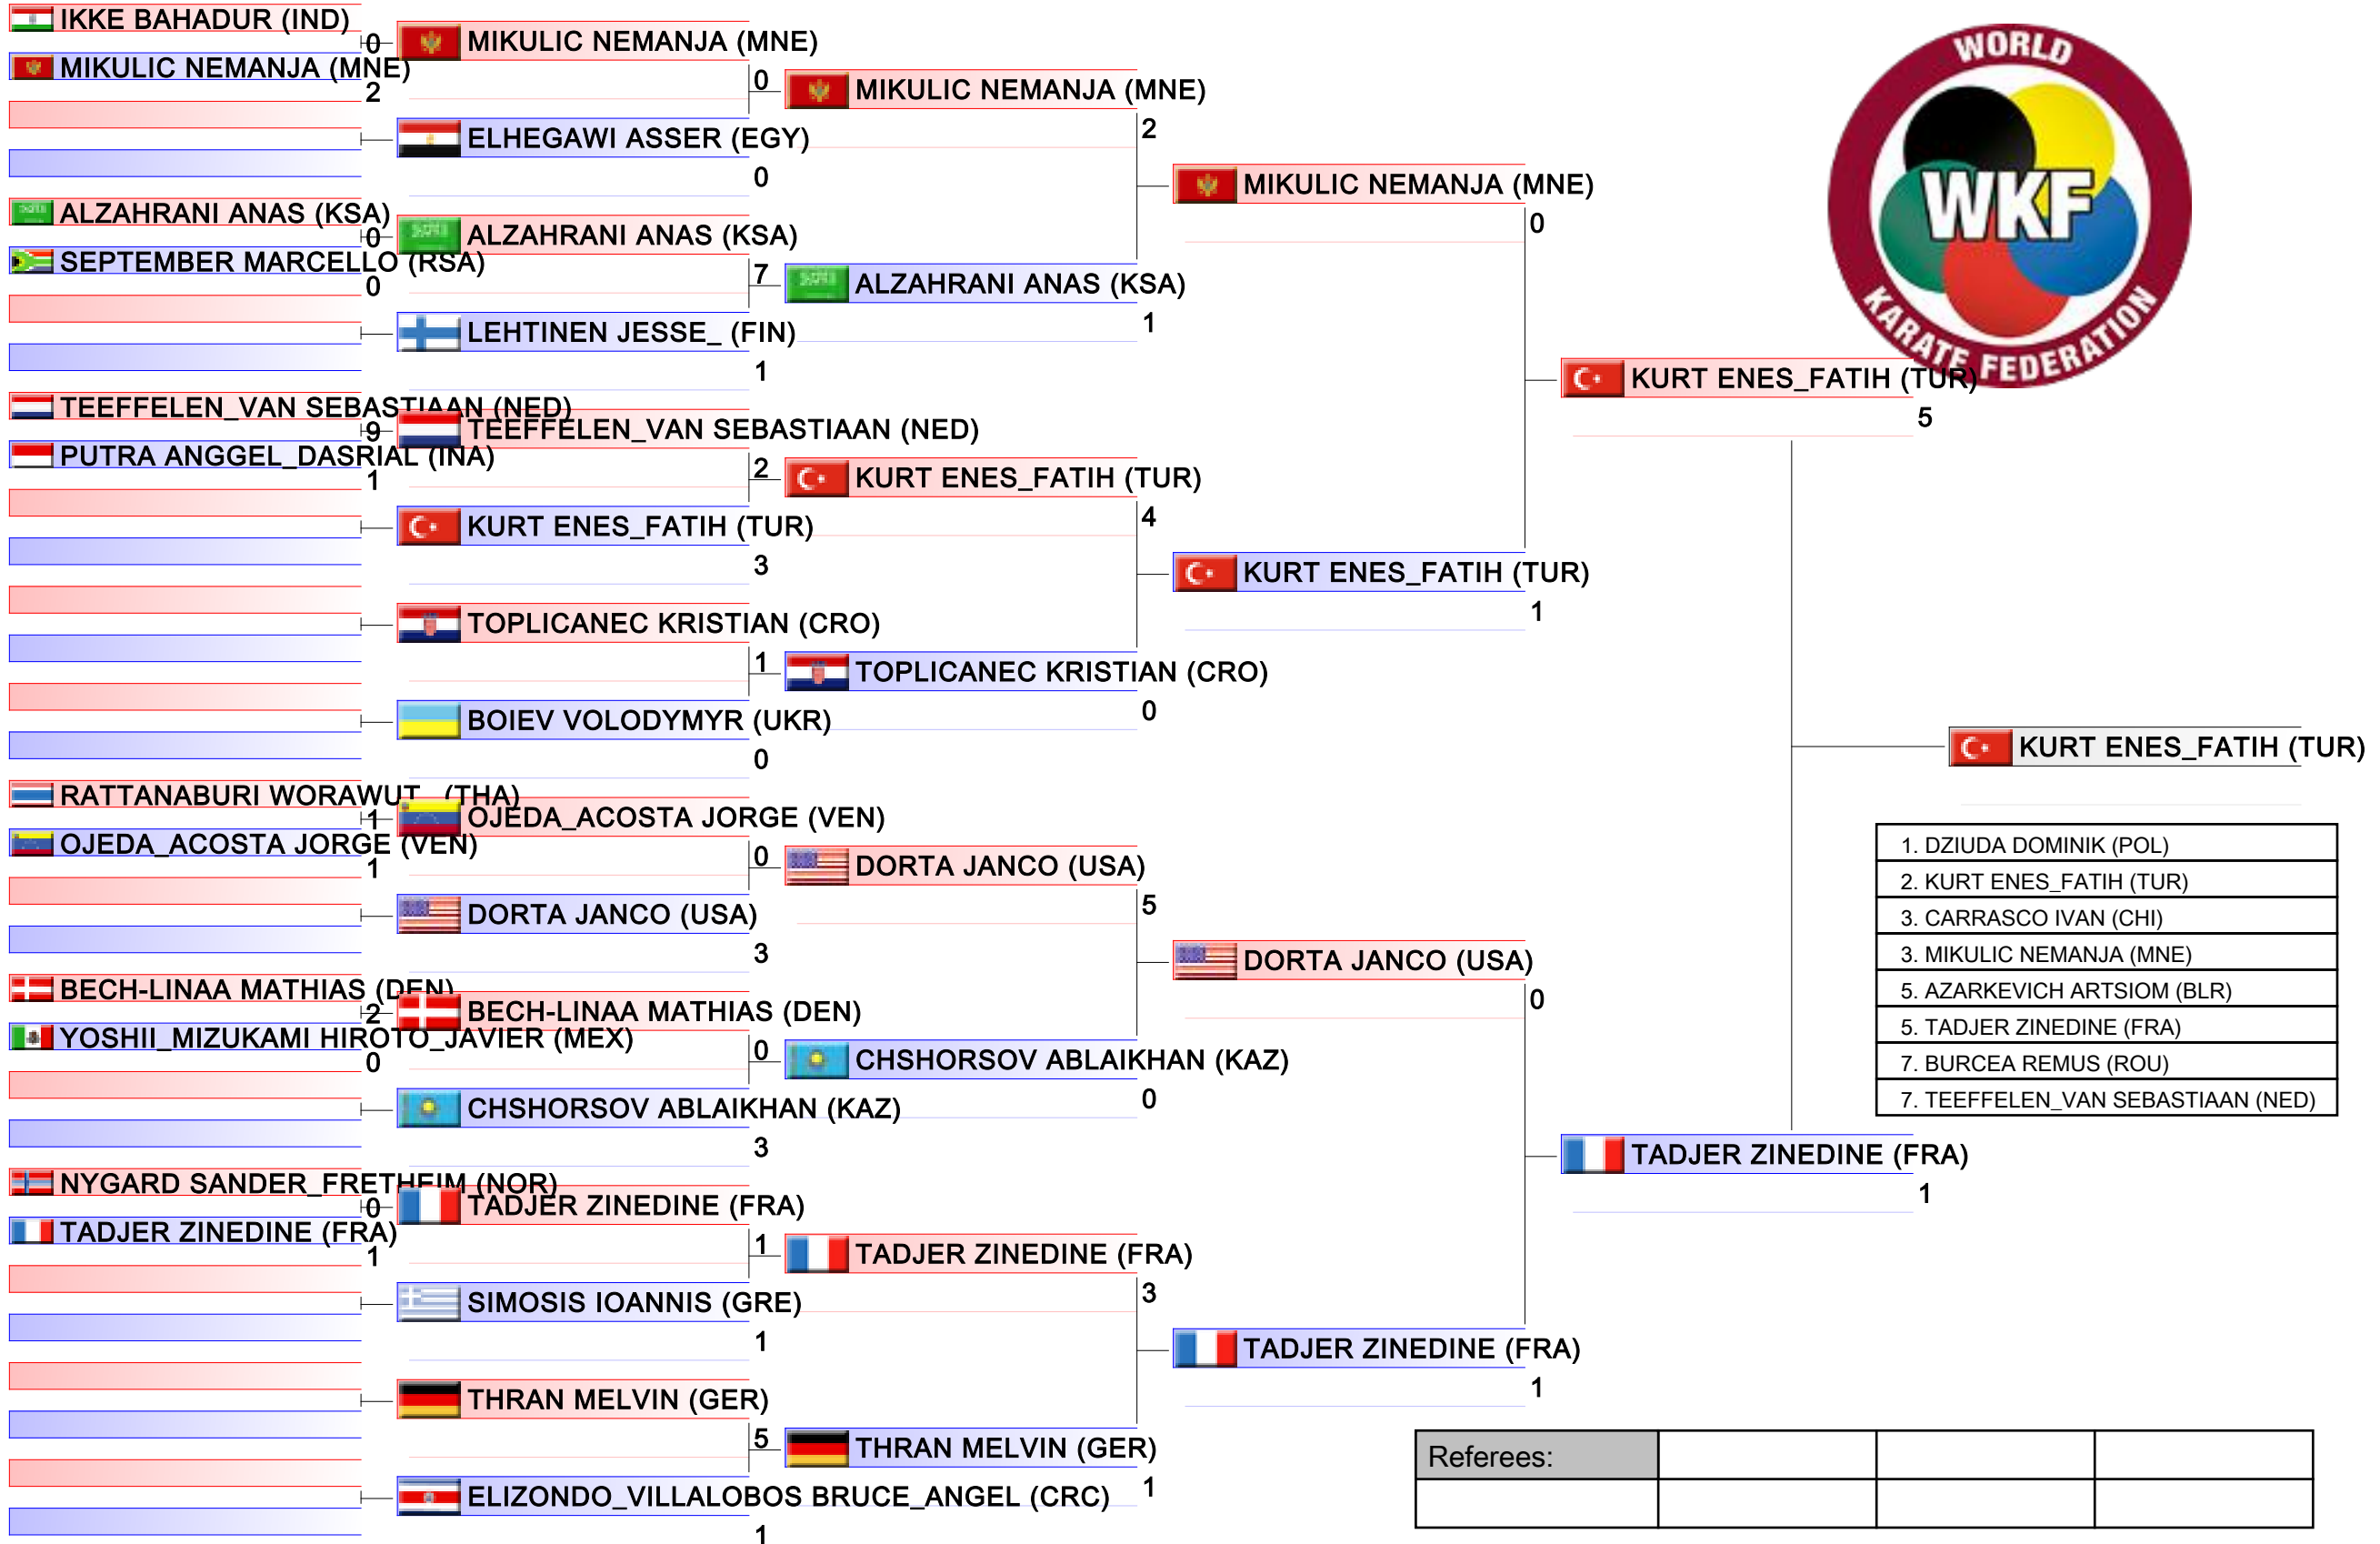 IKKE BAHADUR (IND)
0
MIKULIC NEMANJA (MNE)
2
ALZAHRANI ANAS (KSA)
0
SEPTEMBER MARCELLO (RSA)
0
TEEFFELEN_VAN SEBASTIAAN (NED)
9
PUTRA ANGGEL_DASRIAL (INA)
1
RATTANABURI WORAWUT_ (THA)
1
OJEDA_ACOSTA JORGE (VEN)
1
BECH-LINAA MATHIAS (DEN)
2
YOSHII_MIZUKAMI HIROTO_JAVIER (MEX)
0
NYGARD SANDER_FRETHEIM (NOR)
0
TADJER ZINEDINE (FRA)
1
MIKULIC NEMANJA (MNE)
0
ELHEGAWI ASSER (EGY)
0
ALZAHRANI ANAS (KSA)
7
LEHTINEN JESSE_ (FIN)
1
TEEFFELEN_VAN SEBASTIAAN (NED)
2
KURT ENES_FATIH (TUR)
3
TOPLICANEC KRISTIAN (CRO)
1
BOIEV VOLODYMYR (UKR)
0
OJEDA_ACOSTA JORGE (VEN)
0
DORTA JANCO (USA)
3
BECH-LINAA MATHIAS (DEN)
0
CHSHORSOV ABLAIKHAN (KAZ)
3
TADJER ZINEDINE (FRA)
1
SIMOSIS IOANNIS (GRE)
1
THRAN MELVIN (GER)
5
ELIZONDO_VILLALOBOS BRUCE_ANGEL (CRC)
1
MIKULIC NEMANJA (MNE)
2
ALZAHRANI ANAS (KSA)
1
KURT ENES_FATIH (TUR)
4
TOPLICANEC KRISTIAN (CRO)
0
DORTA JANCO (USA)
5
CHSHORSOV ABLAIKHAN (KAZ)
0
TADJER ZINEDINE (FRA)
3
THRAN MELVIN (GER)
1
MIKULIC NEMANJA (MNE)
0
KURT ENES_FATIH (TUR)
1
DORTA JANCO (USA)
0
TADJER ZINEDINE (FRA)
1
KURT ENES_FATIH (TUR)
5
TADJER ZINEDINE (FRA)
1
KURT ENES_FATIH (TUR)
WORLD
WKF
KARATE FEDERATION
1. DZIUDA DOMINIK (POL)
2. KURT ENES_FATIH (TUR)
3. CARRASCO IVAN (CHI)
3. MIKULIC NEMANJA (MNE)
5. AZARKEVICH ARTSIOM (BLR)
5. TADJER ZINEDINE (FRA)
7. BURCEA REMUS (ROU)
7. TEEFFELEN_VAN SEBASTIAAN (NED)
Referees: